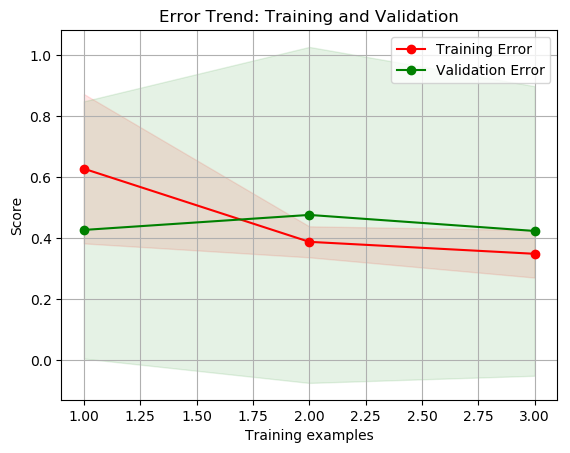 Error Trend: Training and Validation
Training Error
Validation Error
Score
1.0
0.8
0.6
0.4
0.2
0.0
1.00 1.25 1.50 1.75 2.00 2.25 2.50 2.75 3.00
Training examples